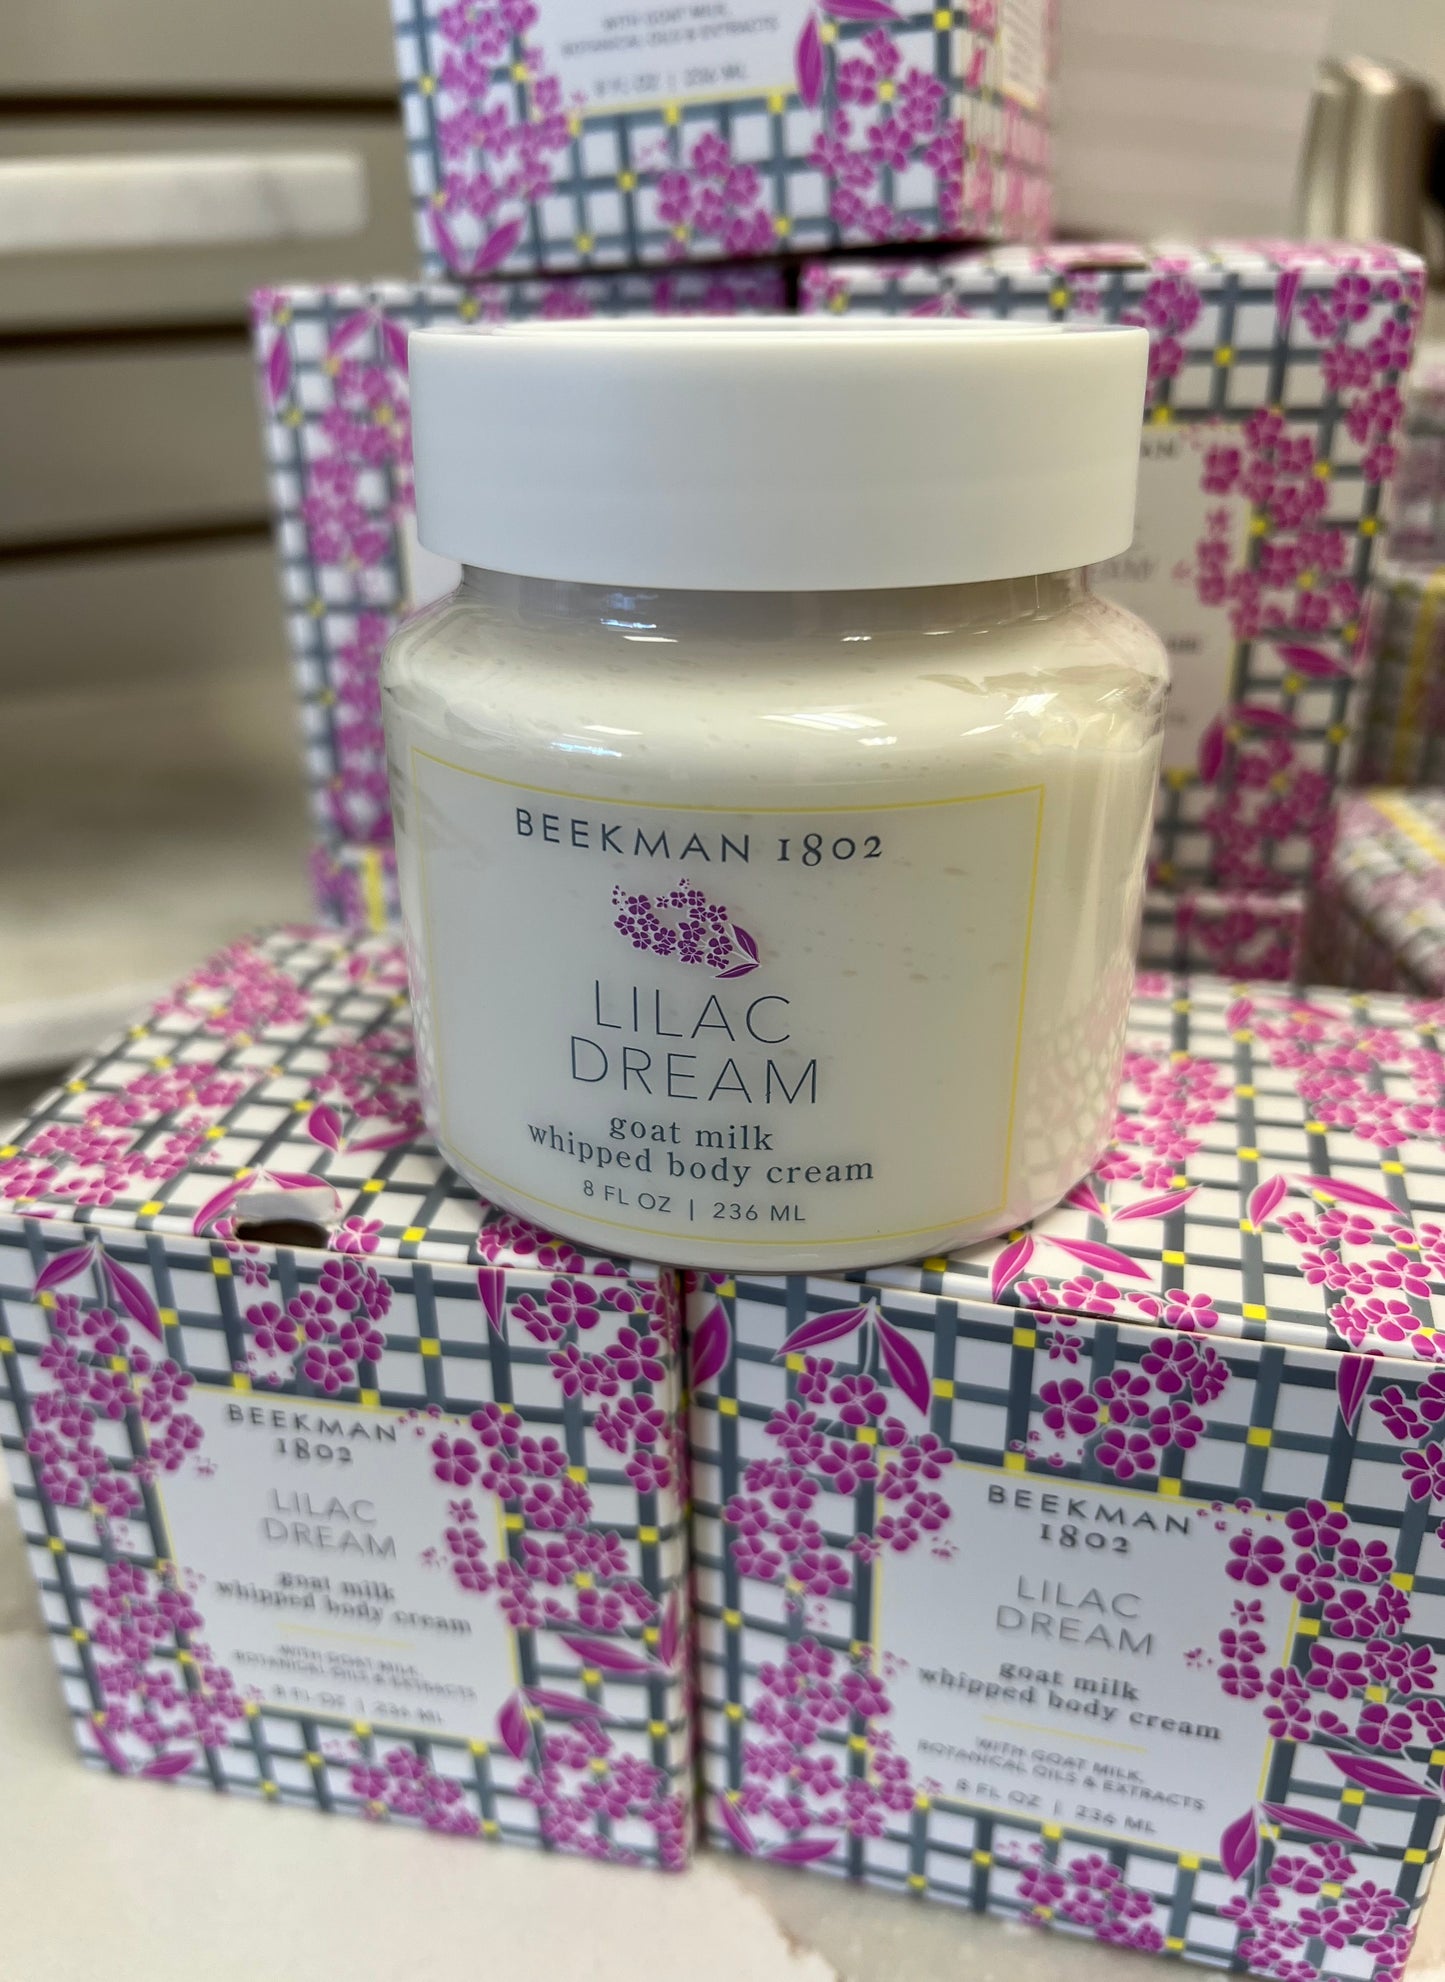 WITH GOAT MILK,
BOTANICAL OILS & EXTRACTS
8 FL OZ | 236 ML
BEEKMAN 1802
LILAC
DREAM
goat milk
whipped body cream
8 FL OZ | 236 ML
BEEKMAN
1802
LILAC
DREAM
goat milk
whipped body cream
WITH GOAT MILK,
BOTANICAL OILS & EXTRACTS
8 FL OZ | 236 ML
BEEKMAN
1802
LILAC
DREAM
goat milk
whipped body cream
WITH GOAT MILK,
BOTANICAL OILS & EXTRACTS
8 FL OZ | 236 ML